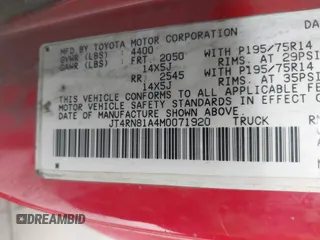 MFD BY TOYOTA MOTOR CORPORATION DA
GVWR (LBS) : 4400
GAWR (LBS) : FRT. 2050 WITH P195/75R14
14X5J RIMS. AT 29PSI
RR. 2545 WITH P195/75R14
14X5J RIMS. AT 35PSI
THIS VEHICLE CONFORMS TO ALL APPLICABLE FE
MOTOR VEHICLE SAFETY STANDARDS IN EFFECT ON
DATE OF MANUFACTURE SHOWN ABOVE
JT4RN81A4M0071920 TRUCK
DREAMBID